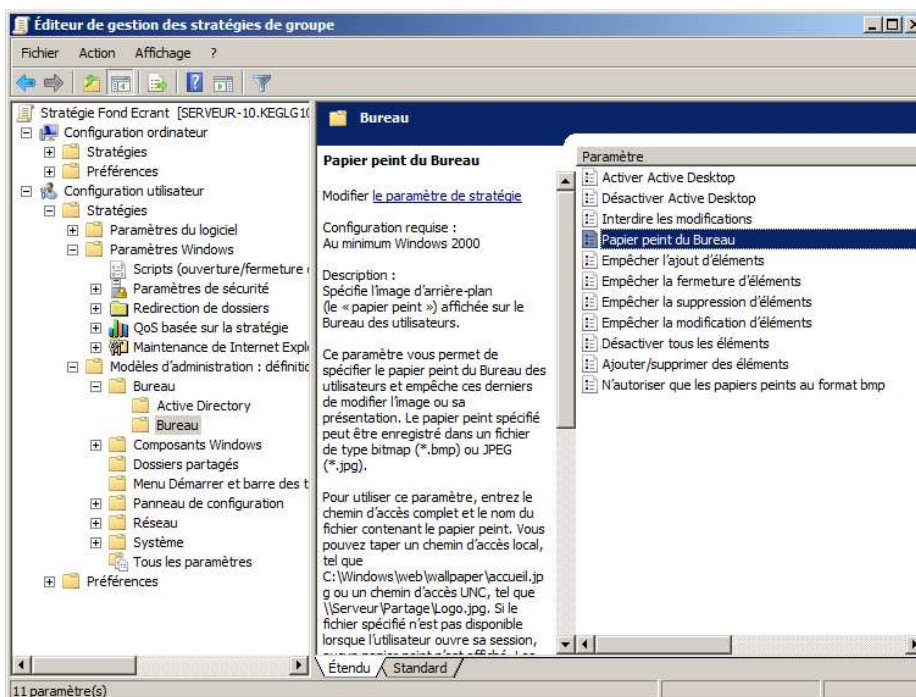 Éditeur de gestion des stratégies de groupe
Fichier Action Affichage ?
Stratégie Fond Ecrant [SERVEUR-10.KEGLG10
Configuration ordinateur
Stratégies
Préférences
Configuration utilisateur
Stratégies
Paramètres du logiciel
Paramètres Windows
Scripts (ouverture/fermeture
Paramètres de sécurité
Redirection de dossiers
QoS basée sur la stratégie
Maintenance de Internet Expl
Modèles d'administration : définitio
Bureau
Active Directory
Bureau
Composants Windows
Dossiers partagés
Menu Démarrer et barre des t
Panneau de configuration
Réseau
Système
Tous les paramètres
Préférences
Bureau
Papier peint du Bureau
Modifier le paramètre de stratégie
Configuration requise :
Au minimum Windows 2000
Description :
Spécifie l'image d'arrière-plan
(le « papier peint ») affichée sur le
Bureau des utilisateurs.
Ce paramètre vous permet de
spécifier le papier peint du Bureau des
utilisateurs et empêche ces derniers
de modifier l'image ou sa
présentation. Le papier peint spécifié
peut être enregistré dans un fichier
de type bitmap (*.bmp) ou JPEG
(*.jpg).
Pour utiliser ce paramètre, entrez le
chemin d'accès complet et le nom du
fichier contenant le papier peint. Vous
pouvez taper un chemin d'accès local,
tel que
C:\Windows\web\wallpaper\accueil.jp
g ou un chemin d'accès UNC, tel que
\\Serveur\Partage\Logo.jpg. Si le
fichier spécifié n'est pas disponible
lorsque l'utilisateur ouvre sa session,
Paramètre
Activer Active Desktop
Désactiver Active Desktop
Interdire les modifications
Papier peint du Bureau
Empêcher l'ajout d'éléments
Empêcher la fermeture d'éléments
Empêcher la suppression d'éléments
Empêcher la modification d'éléments
Désactiver tous les éléments
Ajouter/supprimer des éléments
N'autoriser que les papiers peints au format bmp
Étendu Standard
11 paramètre(s)